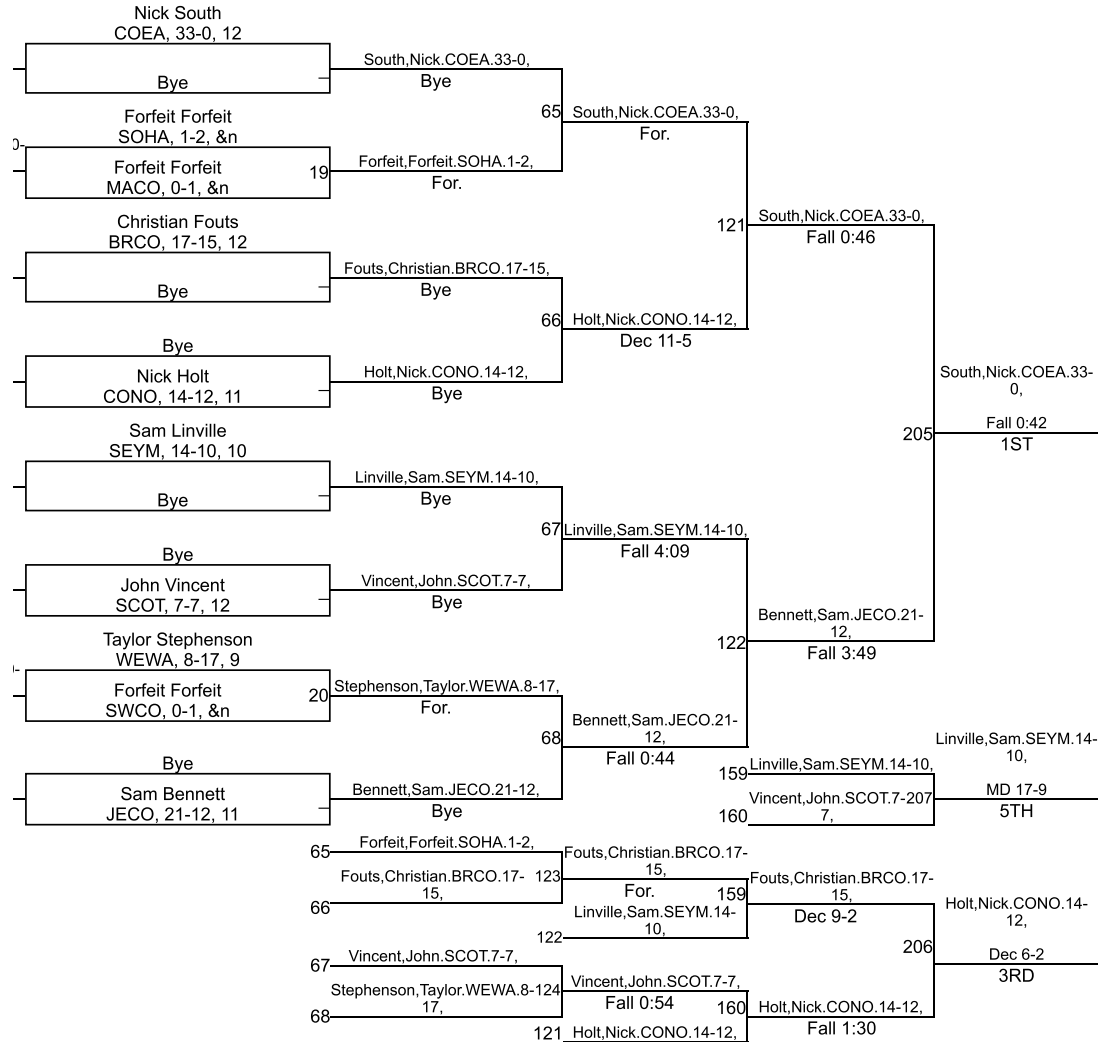 Nick South
COEA, 33-0, 12
Bye
South,Nick.COEA.33-0,
Bye
Forfeit Forfeit
SOHA, 1-2, &n
0-
Forfeit Forfeit
MACO, 0-1, &n
19
Forfeit,Forfeit.SOHA.1-2,
For.
65
South,Nick.COEA.33-0,
For.
Christian Fouts
BRCO, 17-15, 12
Bye
Fouts,Christian.BRCO.17-15,
Bye
Bye
Nick Holt
CONO, 14-12, 11
Holt,Nick.CONO.14-12,
Bye
66
Holt,Nick.CONO.14-12,
Dec 11-5
121
South,Nick.COEA.33-0,
Fall 0:46
Sam Linville
SEYM, 14-10, 10
Bye
Linville,Sam.SEYM.14-10,
Bye
Bye
John Vincent
SCOT, 7-7, 12
Vincent,John.SCOT.7-7,
Bye
67
Linville,Sam.SEYM.14-10,
Fall 4:09
Taylor Stephenson
WEWA, 8-17, 9
Forfeit Forfeit
SWCO, 0-1, &n
20
Stephenson,Taylor.WEWA.8-17,
For.
Bye
Sam Bennett
JECO, 21-12, 11
Bennett,Sam.JECO.21-12,
Bye
68
Bennett,Sam.JECO.21-
12,
Fall 0:44
122
Bennett,Sam.JECO.21-
12,
Fall 3:49
205
South,Nick.COEA.33-
0,
Fall 0:42
1ST
159
Linville,Sam.SEYM.14-10,
160
Vincent,John.SCOT.7-207
7,
Linville,Sam.SEYM.14-
10,
MD 17-9
5TH
65
Forfeit,Forfeit.SOHA.1-2,
66
Fouts,Christian.BRCO.17-
15,
123
Fouts,Christian.BRCO.17-
15,
For.
122
Linville,Sam.SEYM.14-
10,
159
Fouts,Christian.BRCO.17-
15,
Dec 9-2
67
Vincent,John.SCOT.7-7,
68
Stephenson,Taylor.WEWA.8-124
17,
Vincent,John.SCOT.7-7,
Fall 0:54
121
Holt,Nick.CONO.14-12,
160
Holt,Nick.CONO.14-12,
Fall 1:30
206
Holt,Nick.CONO.14-
12,
Dec 6-2
3RD